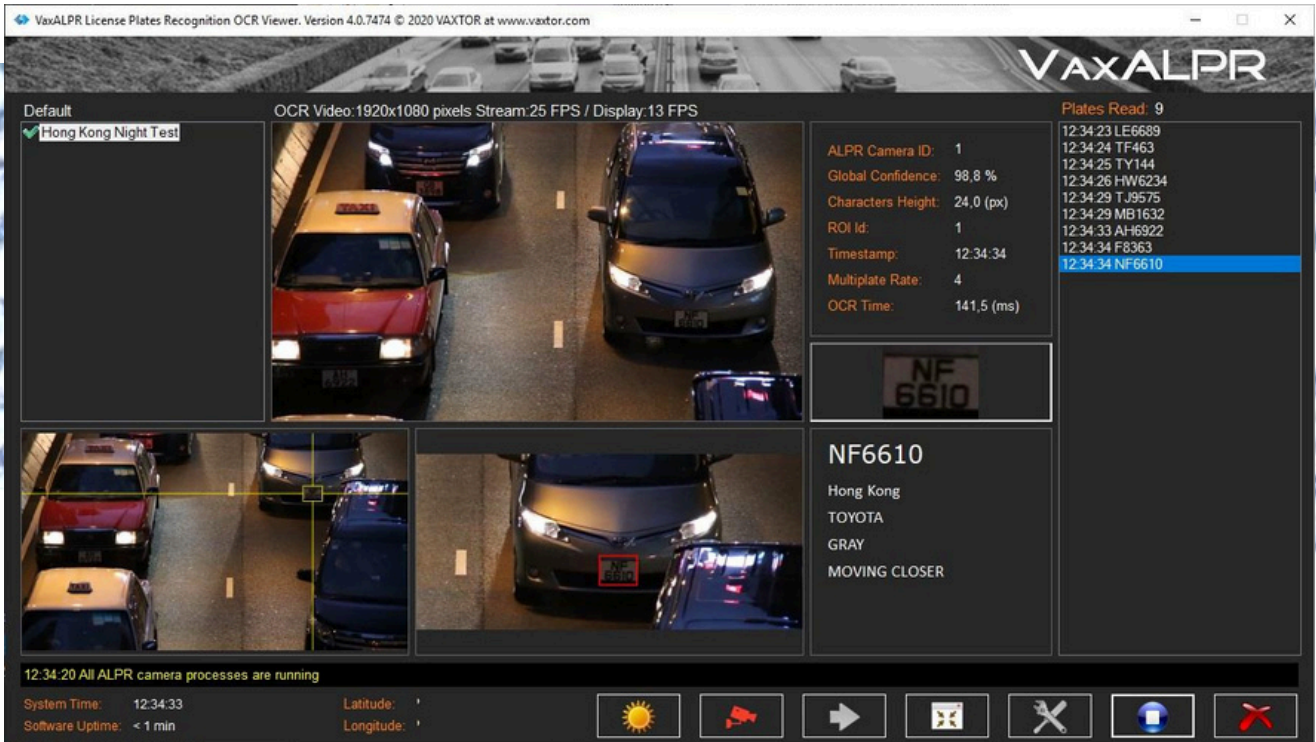 VaxALPR License Plates Recognition OCR Viewer. Version 4.0.7474 © 2020 VAXTOR at www.vaxtor.com
VAXALPR
Default
OCR Video:1920x1080 pixels Stream:25 FPS / Display:13 FPS
Plates Read: 9
Hong Kong Night Test
TAXI
AH
6922
NF
6610
ALPR Camera ID: 1
Global Confidence: 98,8 %
Characters Height: 24,0 (px)
ROI Id: 1
Timestamp: 12:34:34
Multiplate Rate: 4
OCR Time: 141,5 (ms)
NF
6610
12:34:23 LE6689
12:34:24 TF463
12:34:25 TY144
12:34:26 HW6234
12:34:29 TJ9575
12:34:29 MB1632
12:34:33 AH6922
12:34:34 F8363
12:34:34 NF6610
NF
6610
NF6610
Hong Kong
TOYOTA
GRAY
MOVING CLOSER
12:34:20 All ALPR camera processes are running
System Time: 12:34:33
Software Uptime: < 1 min
Latitude: '
Longitude: '